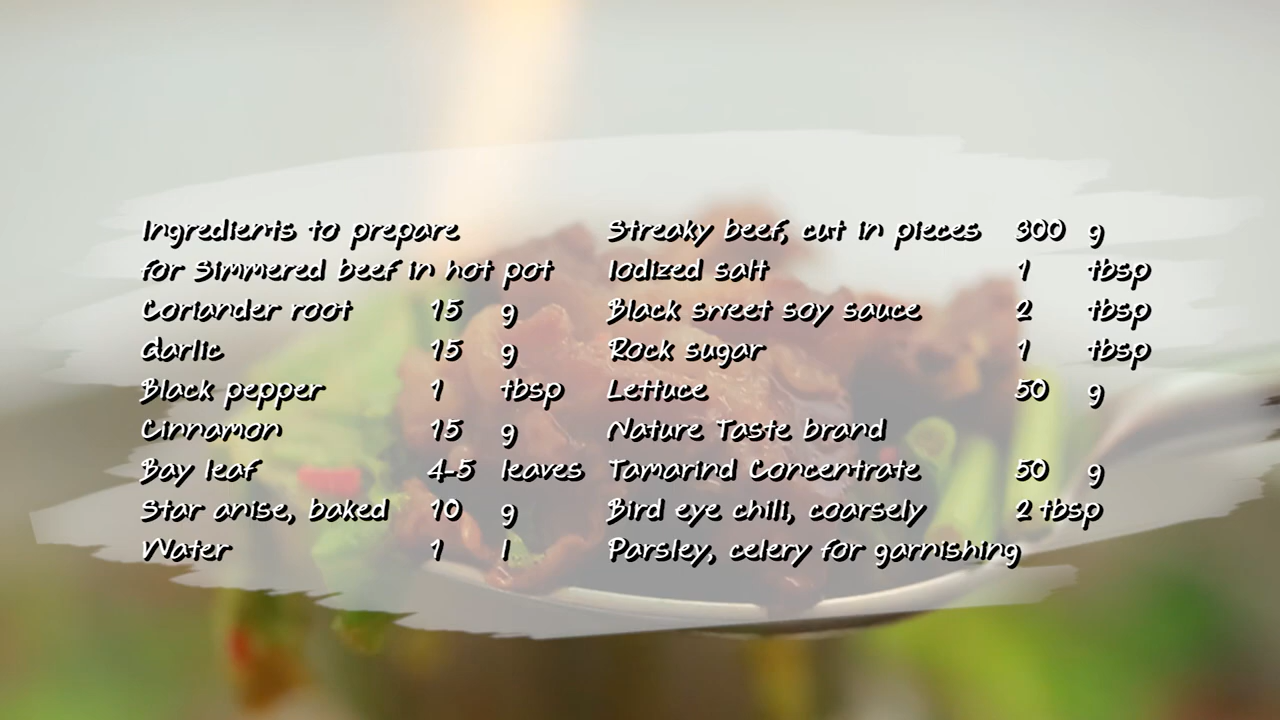 Ingredients to prepare
for Simmered beef in hot pot
Coriander root 15 g
Garlic 15 g
Black pepper 1 tbsp
Cinnamon 15 g
Bay leaf 4-5 leaves
Star anise, baked 10 g
Water 1 l
Streaky beef, cut in pieces 300 g
Iodized salt 1 tbsp
Black sweet soy sauce 2 tbsp
Rock sugar 1 tbsp
Lettuce 50 g
Nature Taste brand
Tamarind Concentrate 50 g
Bird eye chili, coarsely 2 tbsp
Parsley, celery for garnishing